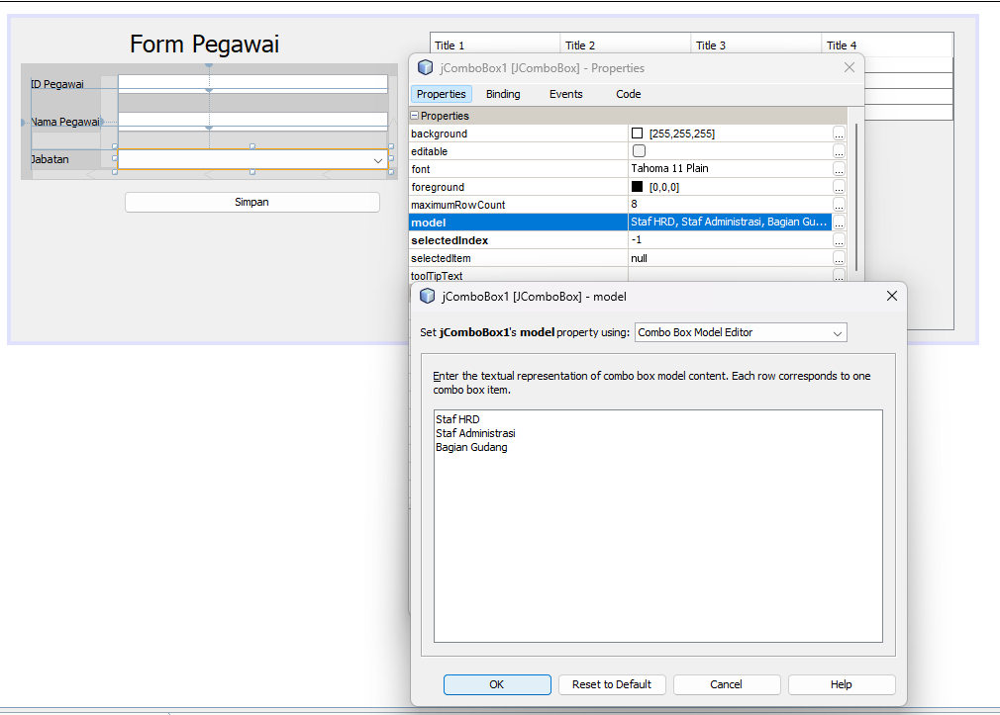 Form Pegawai
Title 1
Title 2
Title 3
Title 4
ID Pegawai
Nama Pegawai
Jabatan
Simpan
jComboBox1 [JComboBox] - Properties
Properties
Binding
Events
Code
Properties
background
[255,255,255]
...
editable
...
font
Tahoma 11 Plain
...
foreground
[0,0,0]
...
maximumRowCount
8
...
model
Staf HRD, Staf Administrasi, Bagian Gu...
...
selectedIndex
-1
...
selectedItem
null
...
toolTipText
...
jComboBox1 [JComboBox] - model
Set jComboBox1's model property using:
Combo Box Model Editor
Enter the textual representation of combo box model content. Each row corresponds to one
combo box item.
Staf HRD
Staf Administrasi
Bagian Gudang
OK
Reset to Default
Cancel
Help